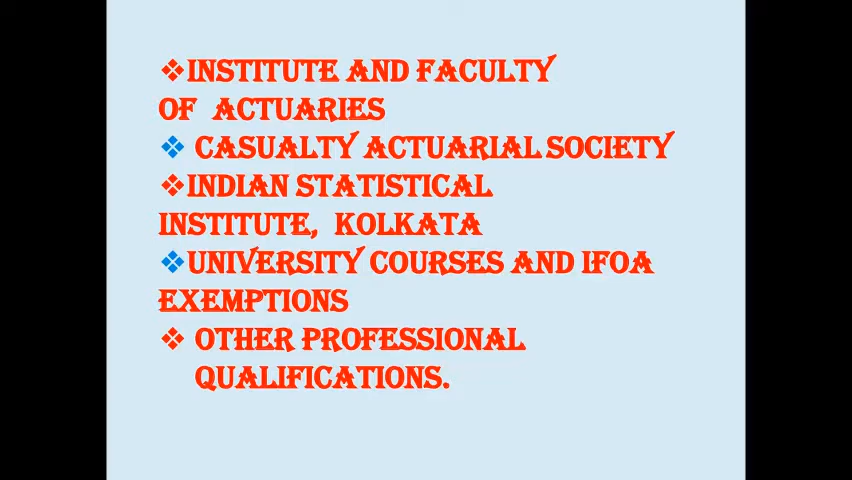 ❖INSTITUTE AND FACULTY
OF ACTUARIES
❖ CASUALTY ACTUARIAL SOCIETY
❖INDIAN STATISTICAL
INSTITUTE, KOLKATA
❖UNIVERSITY COURSES AND IFOA
EXEMPTIONS
❖ OTHER PROFESSIONAL
QUALIFICATIONS.